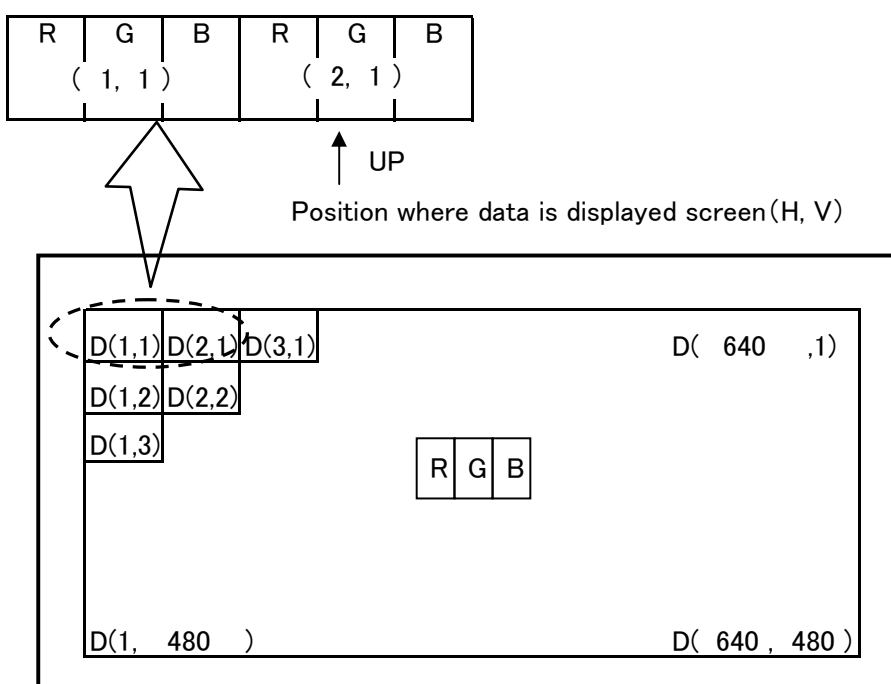 R G B R G B
( 1, 1 ) ( 2, 1 )
UP
Position where data is displayed screen(H, V)
D(1,1) D(2,1) D(3,1) D( 640 ,1)
D(1,2) D(2,2)
D(1,3)
R G B
D(1, 480 ) D( 640 , 480 )